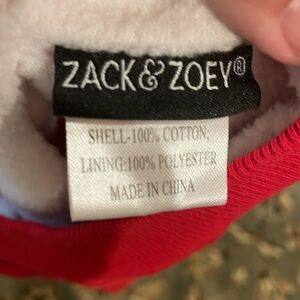 ZACK&ZOEY®
SHELL-100% COTTON;
LINING:100% POLYESTER
MADE IN CHINA